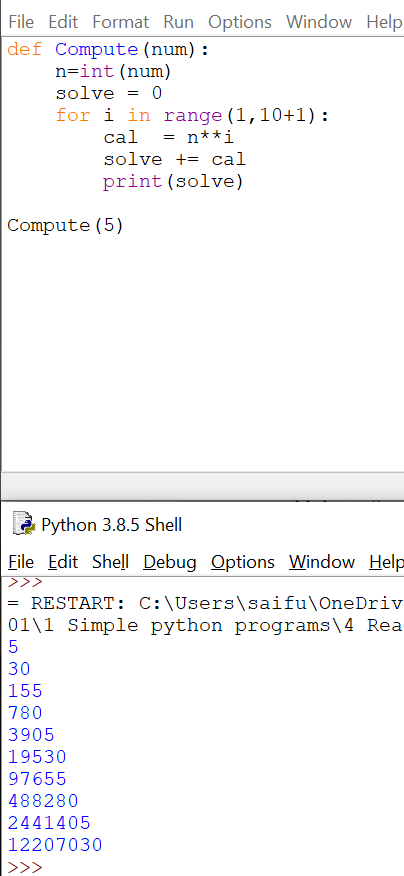 File Edit Format Run Options Window Help
def Compute(num):
    n=int(num)
    solve = 0
    for i in range(1,10+1):
        cal  = n**i
        solve += cal
        print(solve)

Compute(5)
Python 3.8.5 Shell
File Edit Shell Debug Options Window Help
>>>
= RESTART: C:\Users\saifu\OneDriv
01\1 Simple python programs\4 Rea
5
30
155
780
3905
19530
97655
488280
2441405
12207030
>>>